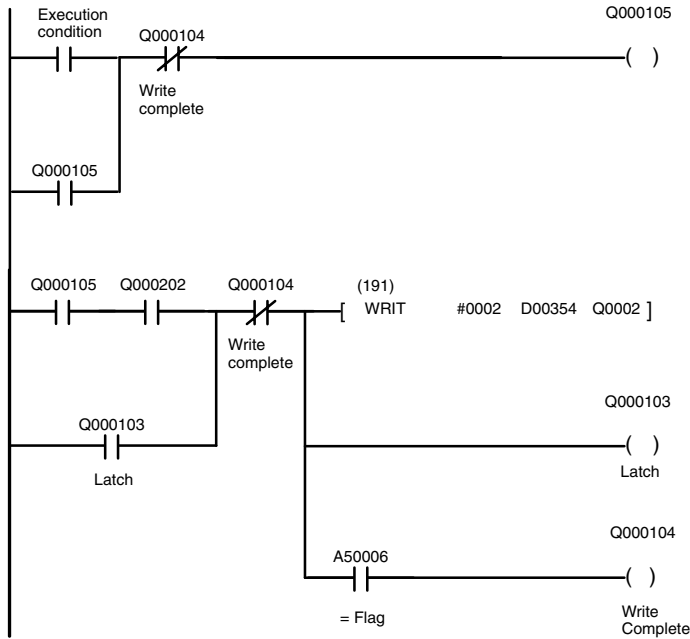 Execution
condition
Q000104
Q000105
Write
complete
Q000105
Q000105
Q000202
Q000104
(191)
WRIT #0002 D00354 Q0002 ]
Write
complete
Q000103
Latch
Q000103
Latch
A50006
= Flag
Q000104
Write
Complete